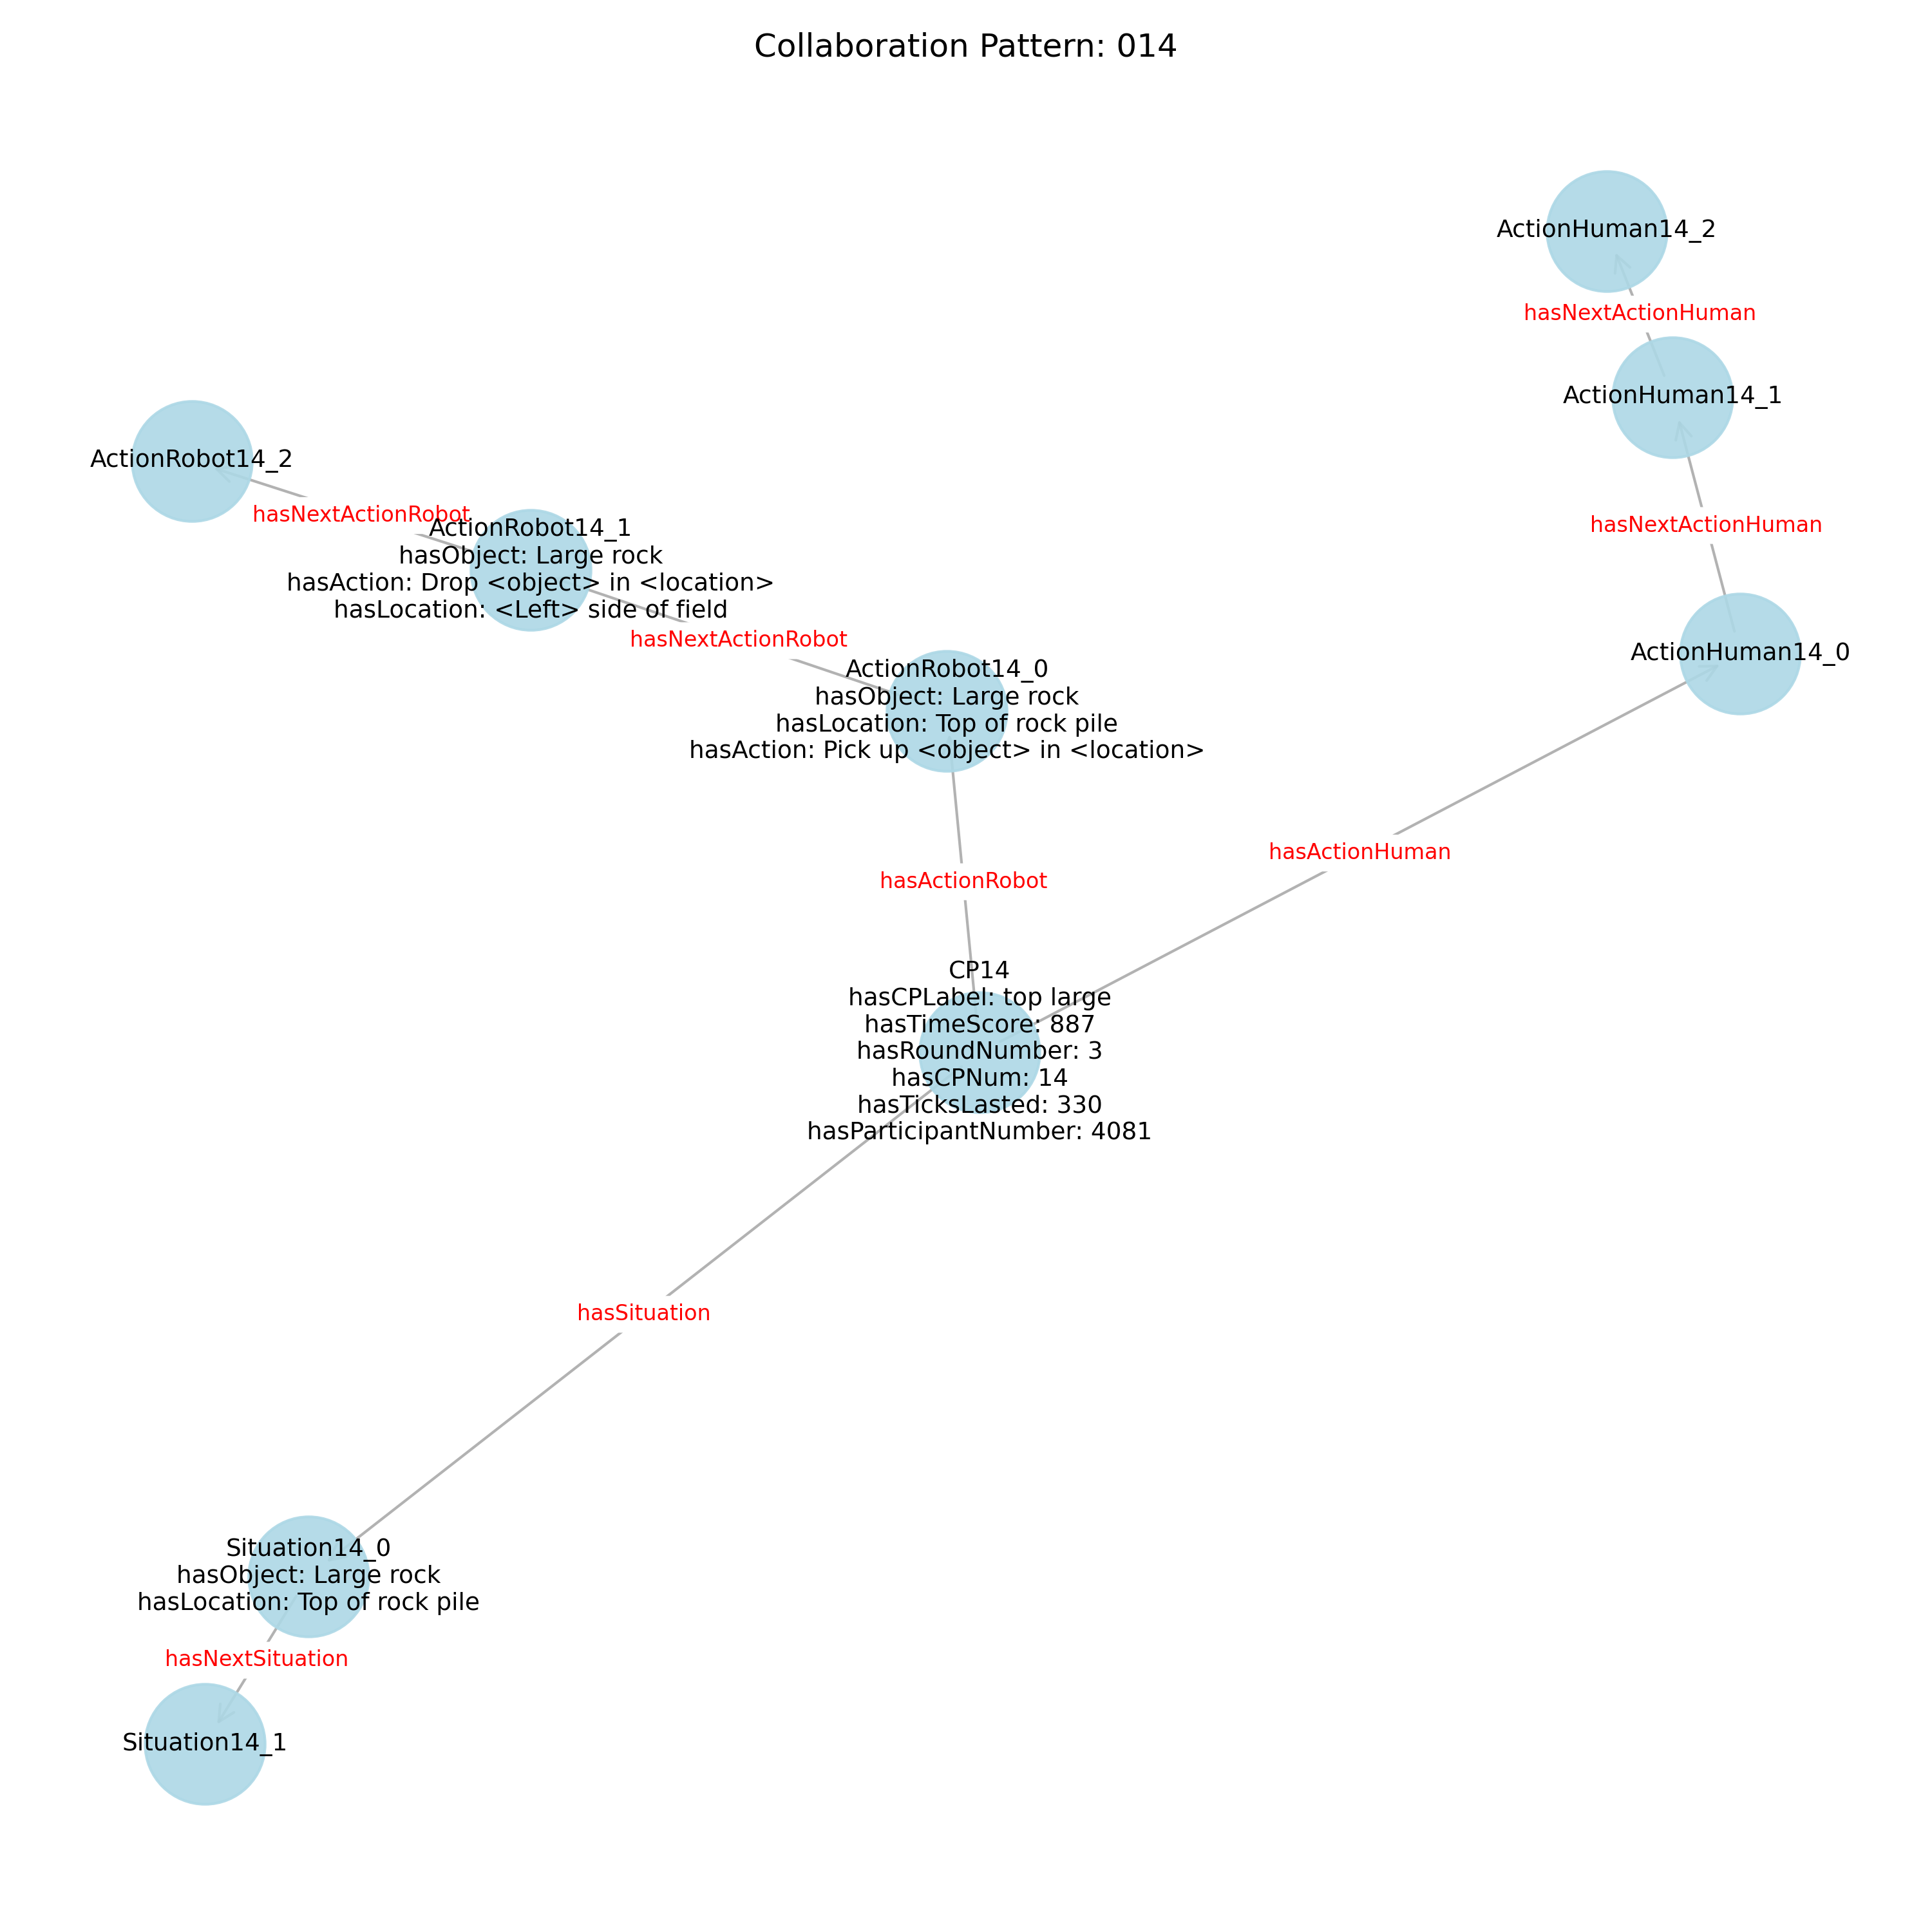 Collaboration Pattern: 014
ActionHuman14_2
hasNextActionHuman
ActionHuman14_1
ActionRobot14_2
hasNextActionRobot
hasNextActionHuman
ActionRobot14_1
hasObject: Large rock
hasAction: Drop <object> in <location>
hasLocation: <Left> side of field
hasNextActionRobot
ActionHuman14_0
ActionRobot14_0
hasObject: Large rock
hasLocation: Top of rock pile
hasAction: Pick up <object> in <location>
hasActionHuman
hasActionRobot
CP14
hasCPLabel: top large
hasTimeScore: 887
hasRoundNumber: 3
hasCPNum: 14
hasTicksLasted: 330
hasParticipantNumber: 4081
hasSituation
Situation14_0
hasObject: Large rock
hasLocation: Top of rock pile
hasNextSituation
Situation14_1